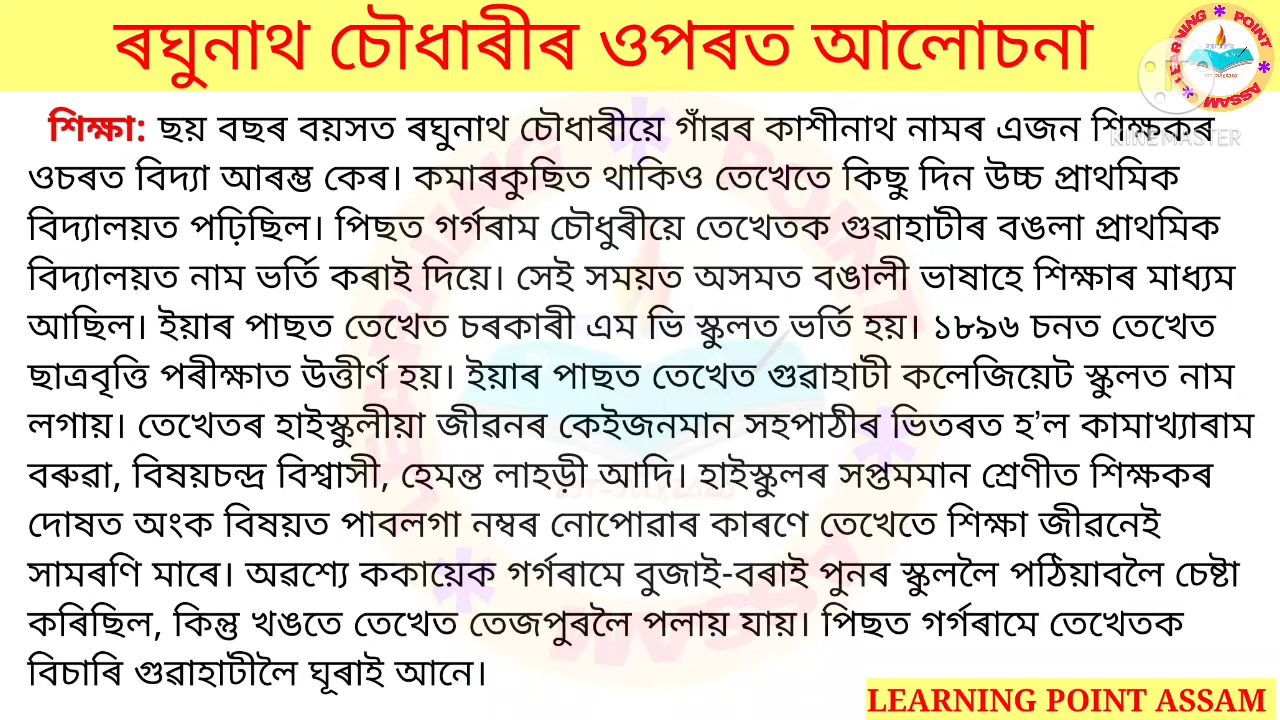 ৰঘুনাথ চৌধাৰীৰ ওপৰত আলোচনা
LEARNING * POINT * ASSAM *
KINEMASTER
শিক্ষা: ছয় বছৰ বয়সত ৰঘুনাথ চৌধাৰীয়ে গাঁৱৰ কাশীনাথ নামৰ এজন শিক্ষকৰ
ওচৰত বিদ্যা আৰম্ভ কেৰ। কমাৰকুছিত থাকিও তেখেতে কিছু দিন উচ্চ প্ৰাথমিক
বিদ্যালয়ত পঢ়িছিল। পিছত গৰ্গৰাম চৌধুৰীয়ে তেখেতক গুৱাহাটীৰ বঙলা প্ৰাথমিক
বিদ্যালয়ত নাম ভৰ্তি কৰাই দিয়ে। সেই সময়ত অসমত বঙালী ভাষাহে শিক্ষাৰ মাধ্যম
আছিল। ইয়াৰ পাছত তেখেত চৰকাৰী এম ভি স্কুলত ভৰ্তি হয়। ১৮৯৬ চনত তেখেত
ছাত্ৰবৃত্তি পৰীক্ষাত উত্তীৰ্ণ হয়। ইয়াৰ পাছত তেখেত গুৱাহাটী কলেজিয়েট স্কুলত নাম
লগায়। তেখেতৰ হাইস্কুলীয়া জীৱনৰ কেইজনমান সহপাঠীৰ ভিতৰত হ’ল কামাখ্যাৰাম
বৰুৱা, বিষয়চন্দ্ৰ বিশ্বাসী, হেমন্ত লাহড়ী আদি। হাইস্কুলৰ সপ্তমমান শ্ৰেণীত শিক্ষকৰ
দোষত অংক বিষয়ত পাবলগা নম্বৰ নোপোৱাৰ কাৰণে তেখেতে শিক্ষা জীৱনেই
সামৰণি মাৰে। অৱশ্যে ককায়েক গৰ্গৰামে বুজাই-বৰাই পুনৰ স্কুললৈ পঠিয়াবলৈ চেষ্টা
কৰিছিল, কিন্তু খঙতে তেখেত তেজপুৰলৈ পলায় যায়। পিছত গৰ্গৰামে তেখেতক
বিচাৰি গুৱাহাটীলৈ ঘূৰাই আনে।
LEARNING POINT ASSAM